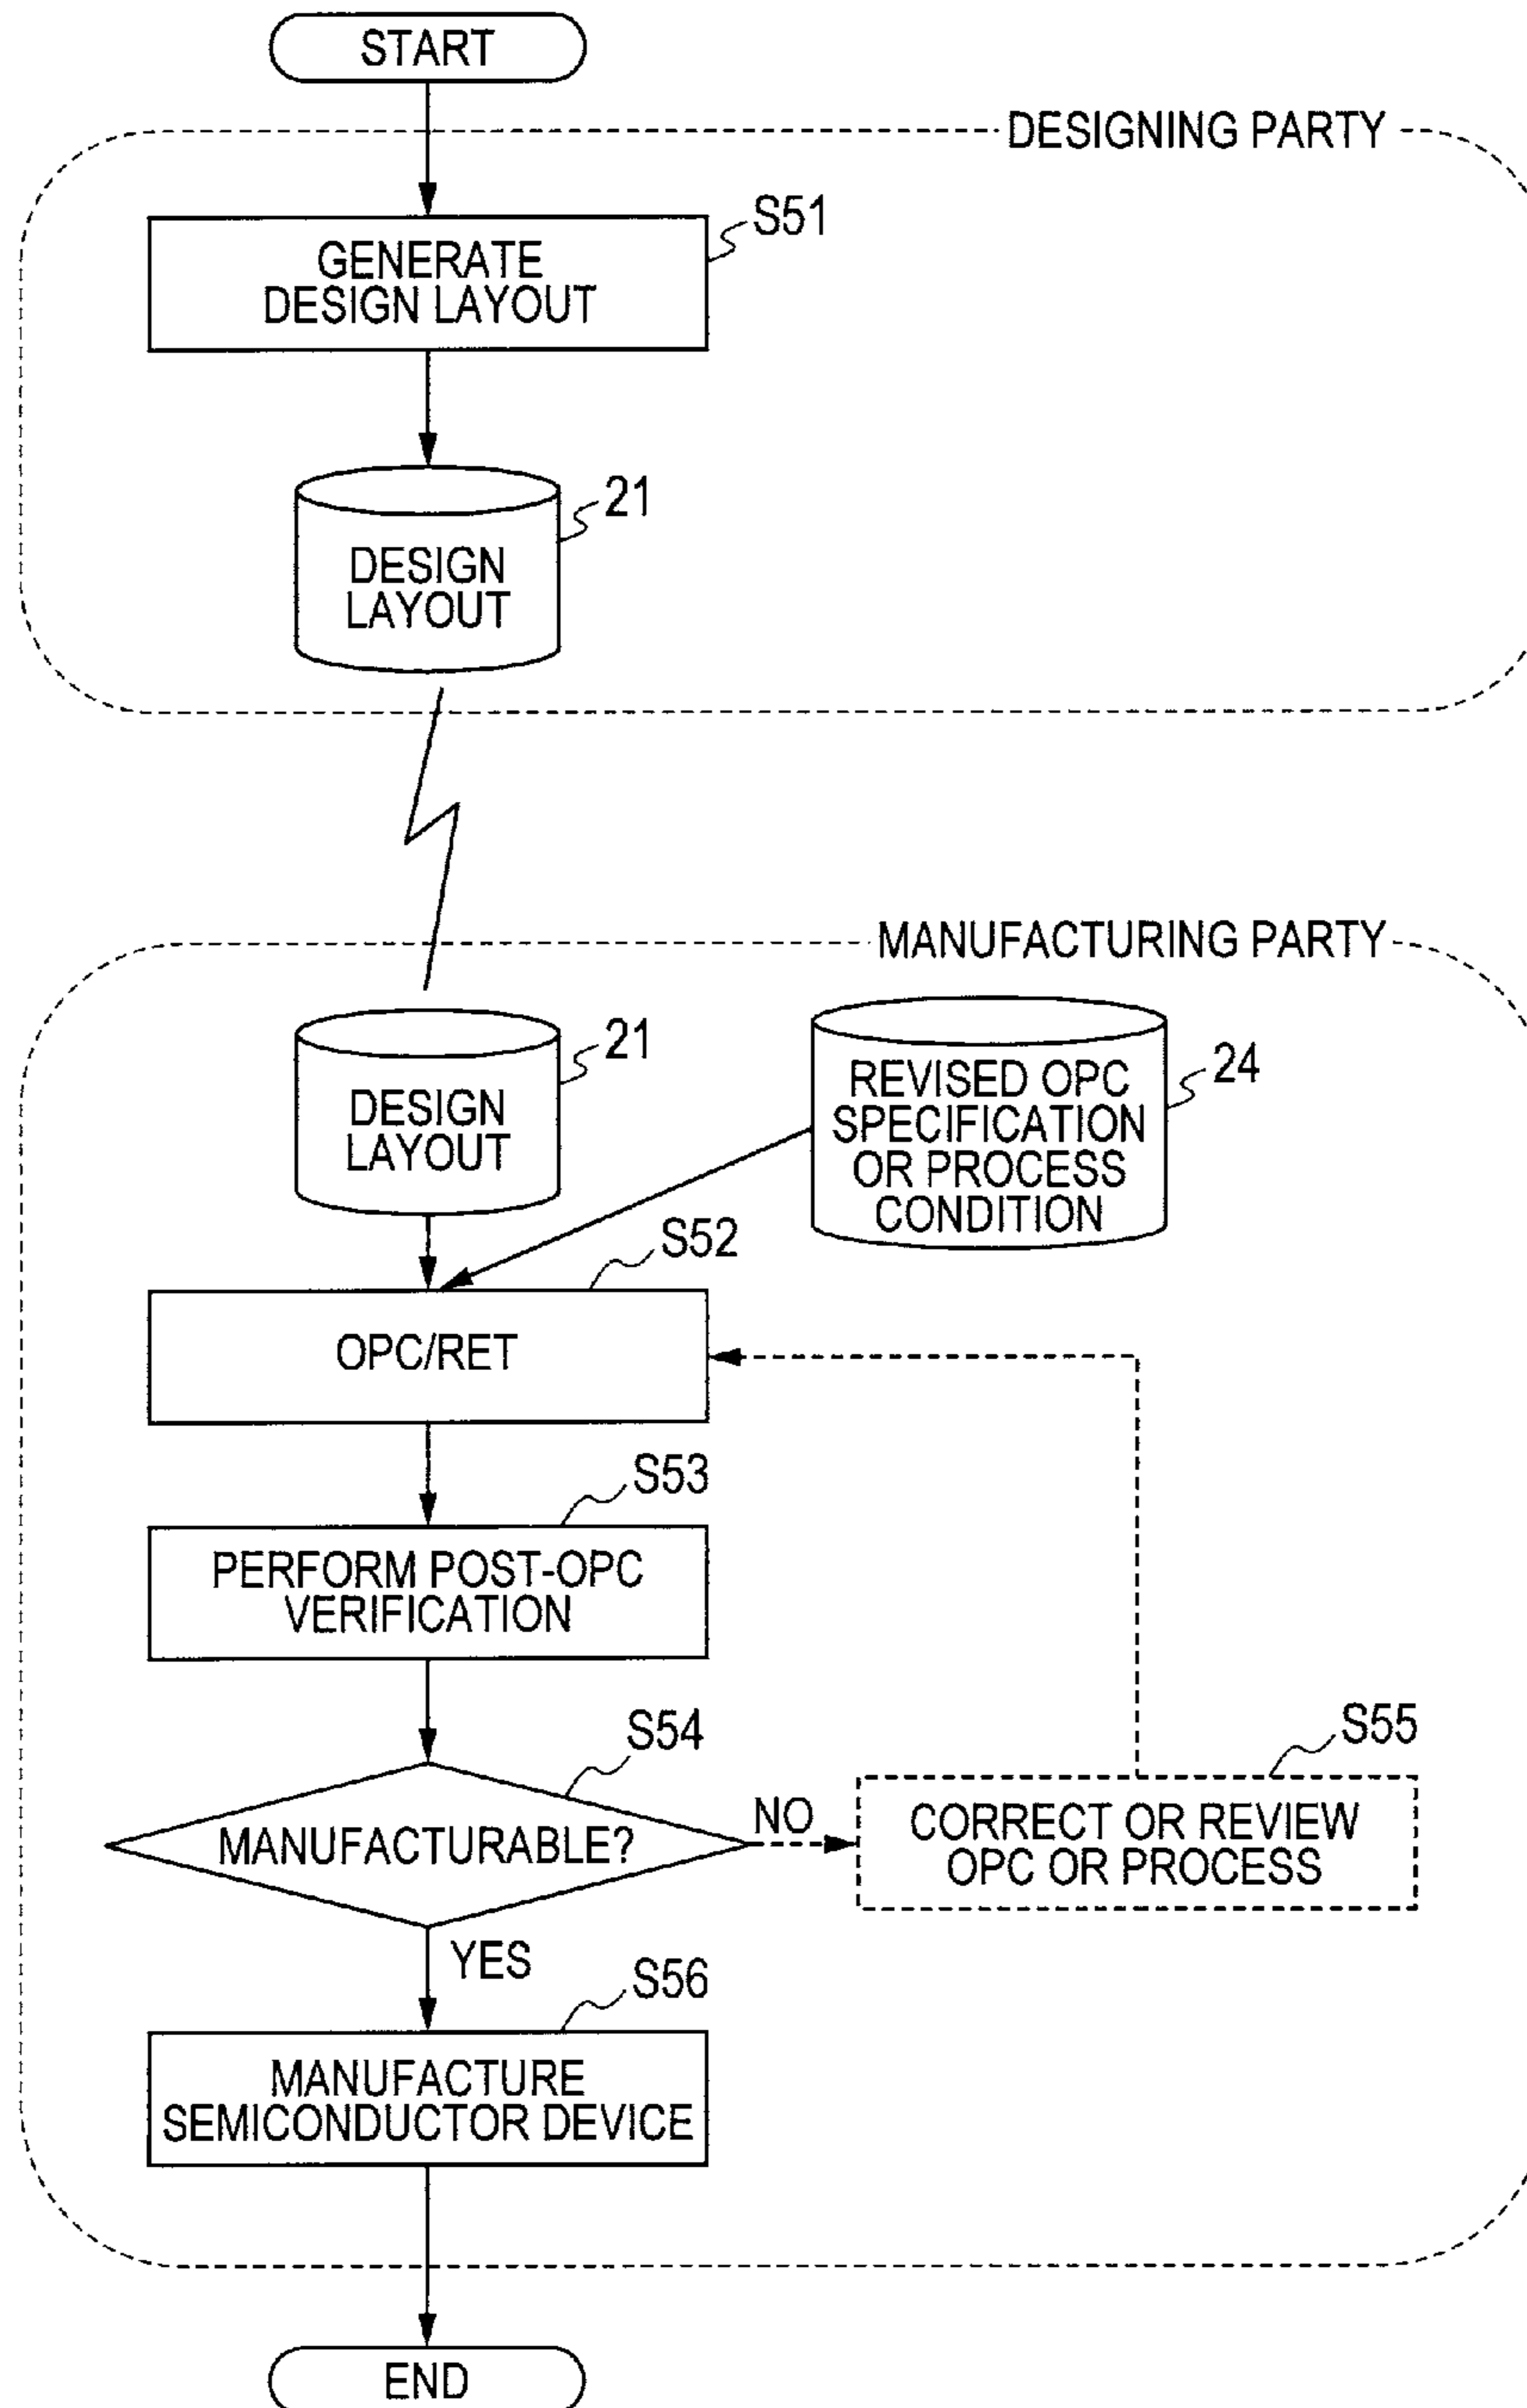 START
DESIGNING PARTY
S51
GENERATE
DESIGN LAYOUT
21
DESIGN
LAYOUT
MANUFACTURING PARTY
21
DESIGN
LAYOUT
24
REVISED OPC
SPECIFICATION
OR PROCESS
CONDITION
S52
OPC/RET
S53
PERFORM POST-OPC
VERIFICATION
S54
MANUFACTURABLE?
NO
S55
CORRECT OR REVIEW
OPC OR PROCESS
YES
S56
MANUFACTURE
SEMICONDUCTOR DEVICE
END